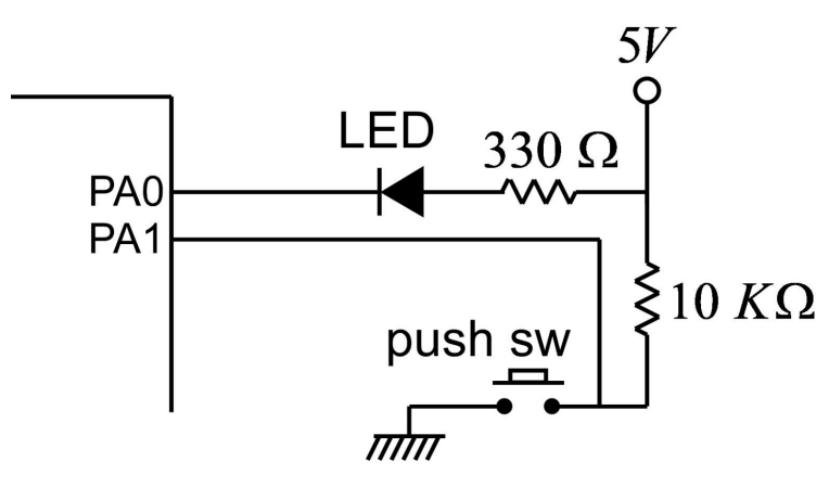 5V
LED
330 Ω
PA0
PA1
10 KΩ
push sw